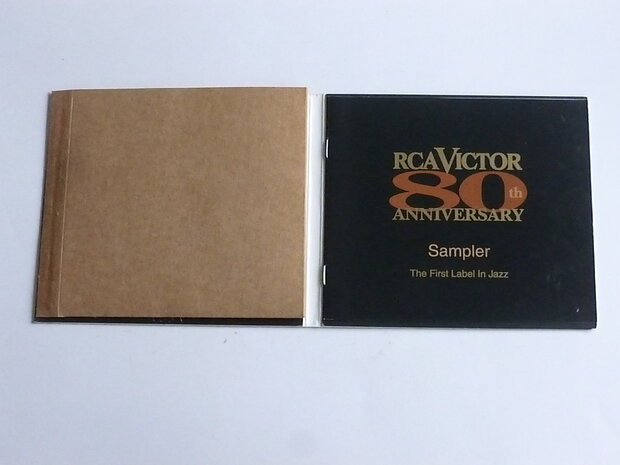 RCA VICTOR
80th
ANNIVERSARY
Sampler
The First Label In Jazz